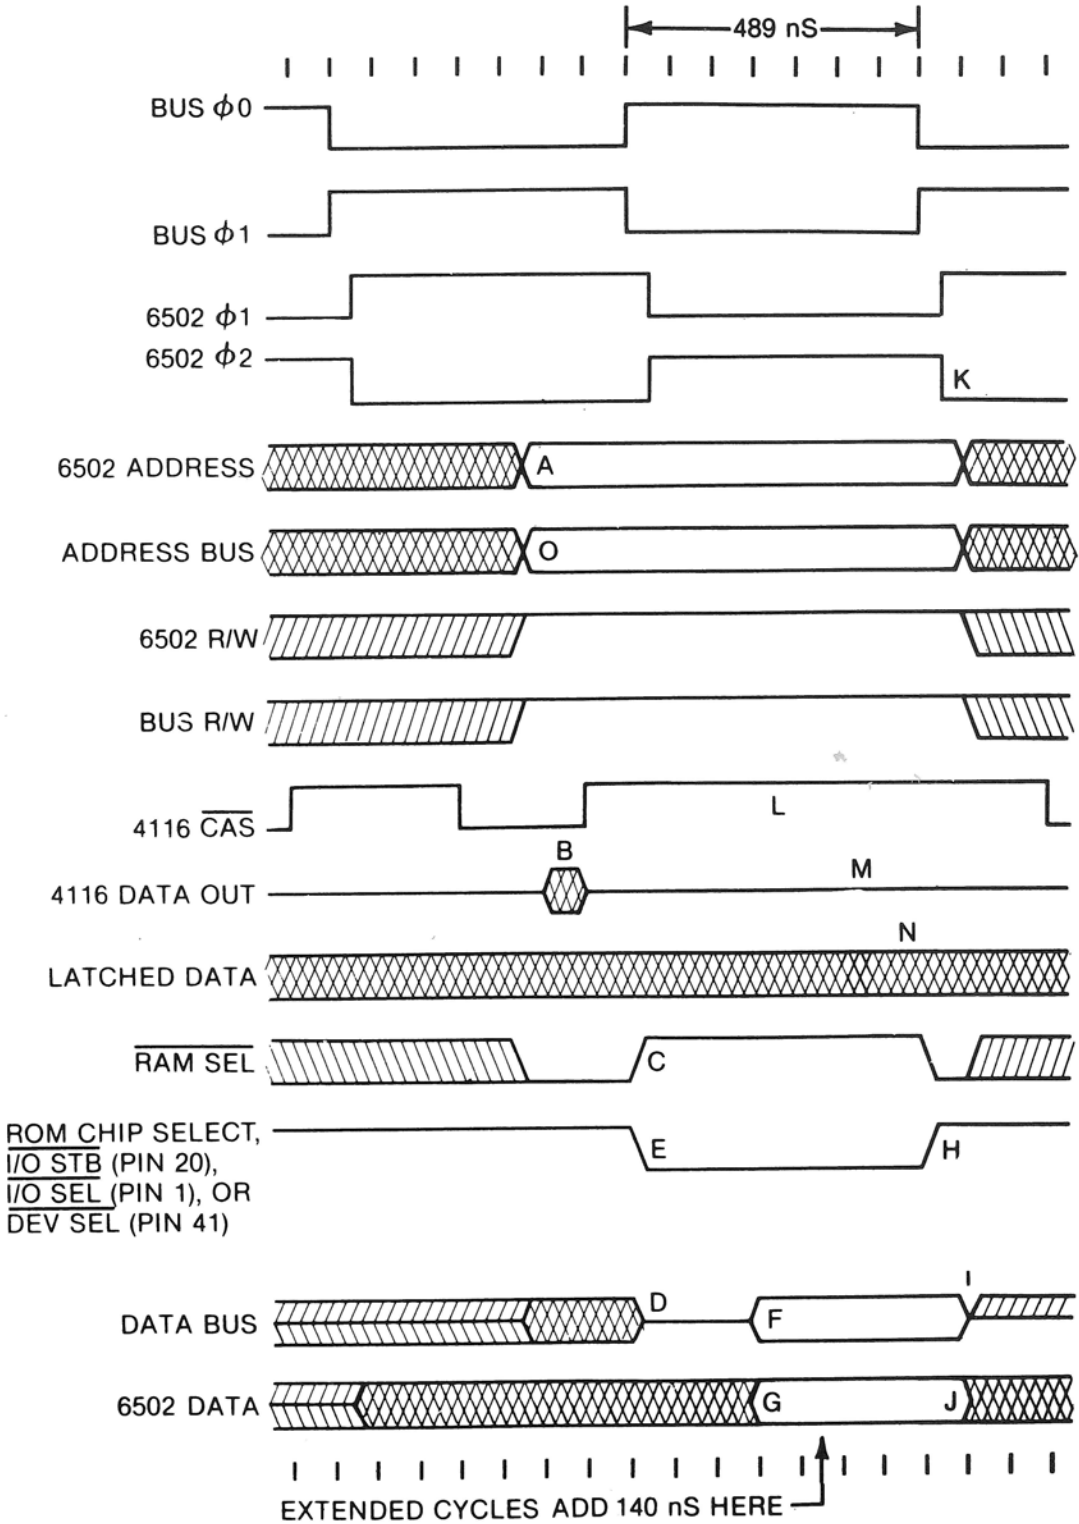 489 nS
BUS ϕ0
BUS ϕ1
6502 ϕ1
6502 ϕ2
K
6502 ADDRESS
A
ADDRESS BUS
O
6502 R/W
BUS R/W
4116 CAS
L
B
4116 DATA OUT
M
N
LATCHED DATA
RAM SEL
C
ROM CHIP SELECT,
I/O STB (PIN 20),
I/O SEL (PIN 1), OR
DEV SEL (PIN 41)
E
H
I
DATA BUS
D
F
6502 DATA
G
J
EXTENDED CYCLES ADD 140 nS HERE